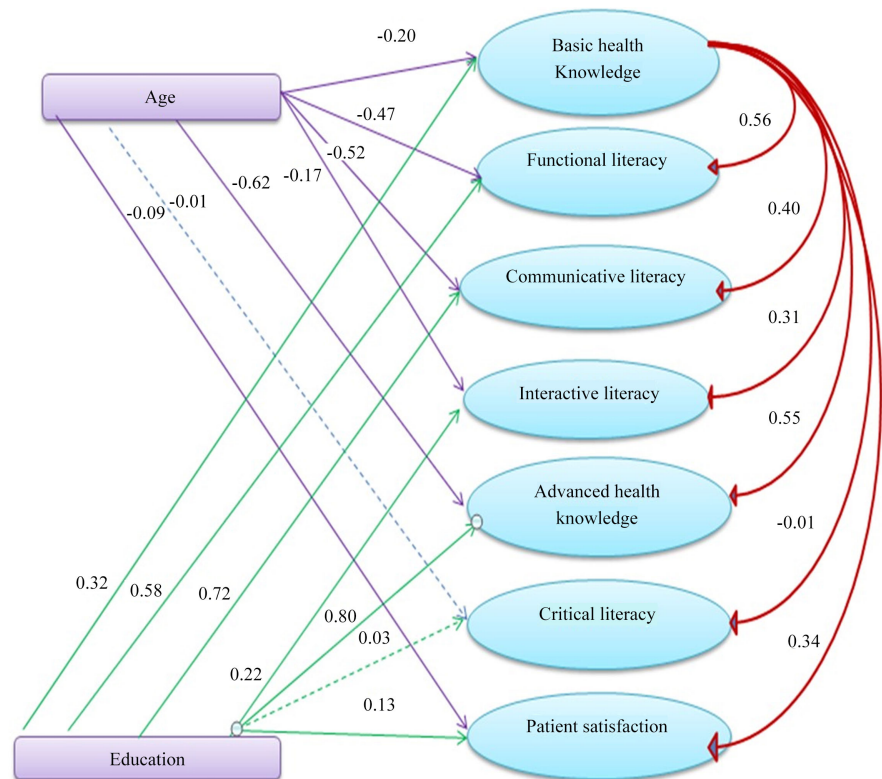 -0.20
Basic health
Knowledge
Age
-0.47
0.56
-0.52
Functional literacy
-0.62
-0.17
-0.01
-0.09
0.40
Communicative literacy
0.31
Interactive literacy
0.55
Advanced health
knowledge
-0.01
0.32
0.58
0.72
0.80
Critical literacy
0.03
0.34
0.22
0.13
Patient satisfaction
Education